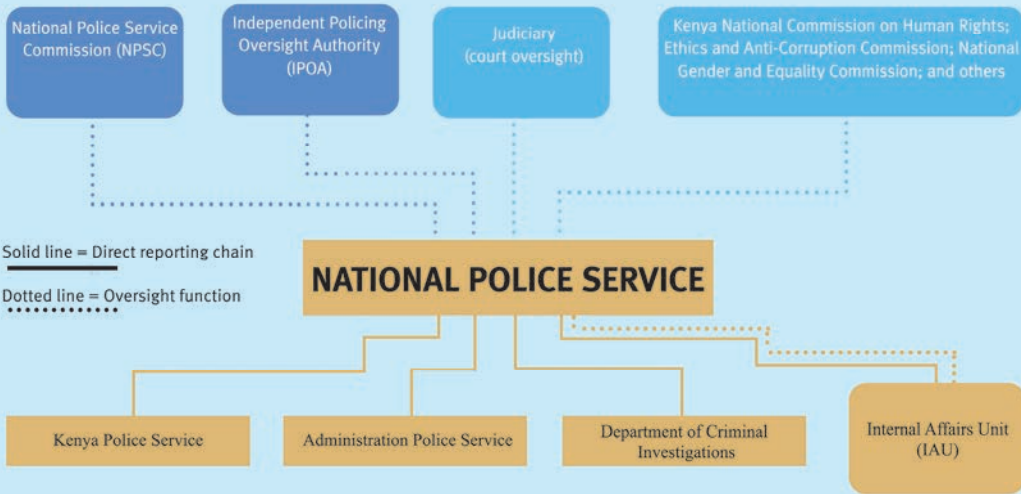 National Police Service
Commission (NPSC)
Independent Policing
Oversight Authority
(IPOA)
Judiciary
(court oversight)
Kenya National Commission on Human Rights;
Ethics and Anti-Corruption Commission; National
Gender and Equality Commission; and others
Solid line = Direct reporting chain
Dotted line = Oversight function
NATIONAL POLICE SERVICE
Kenya Police Service
Administration Police Service
Department of Criminal
Investigations
Internal Affairs Unit
(IAU)